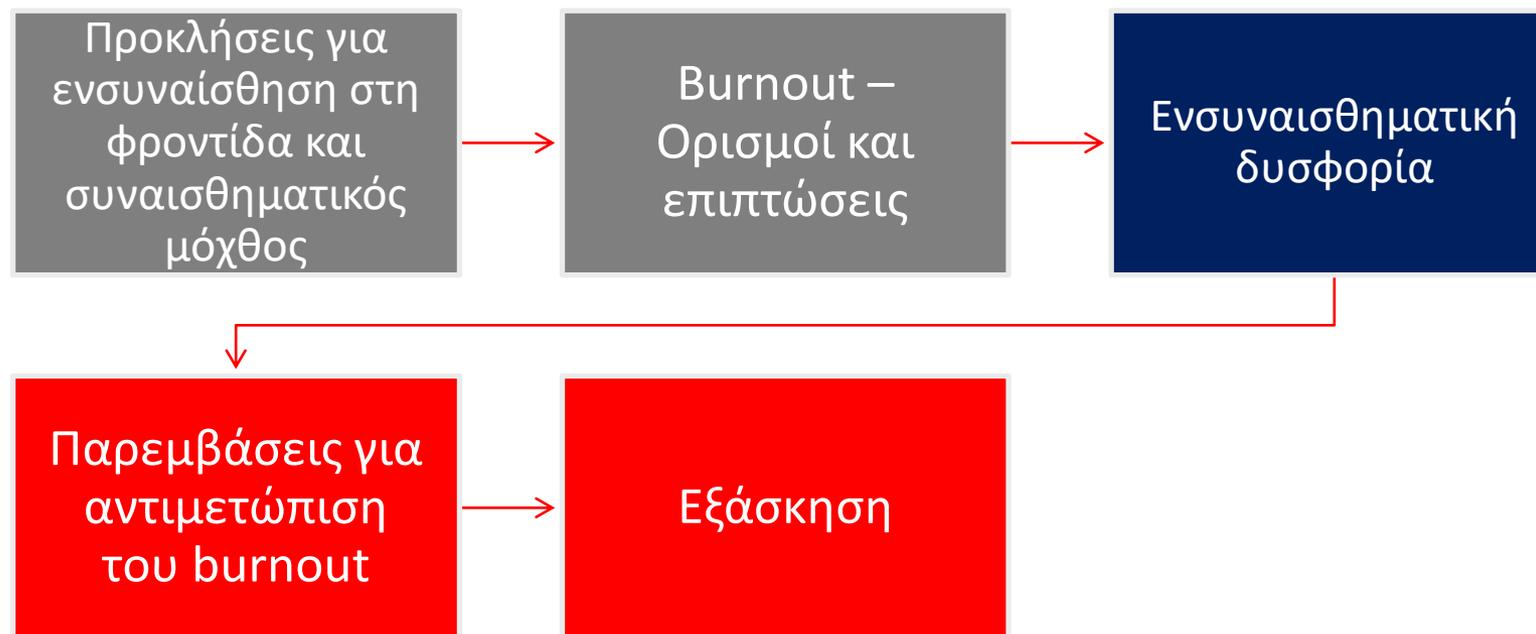 Προκλήσεις για
ενσυναίσθηση στη
φροντίδα και
συναισθηματικός
μόχθος
Burnout –
Ορισμοί και
επιπτώσεις
Ενσυναισθηματική
δυσφορία
Παρεμβάσεις για
αντιμετώπιση
του burnout
Εξάσκηση